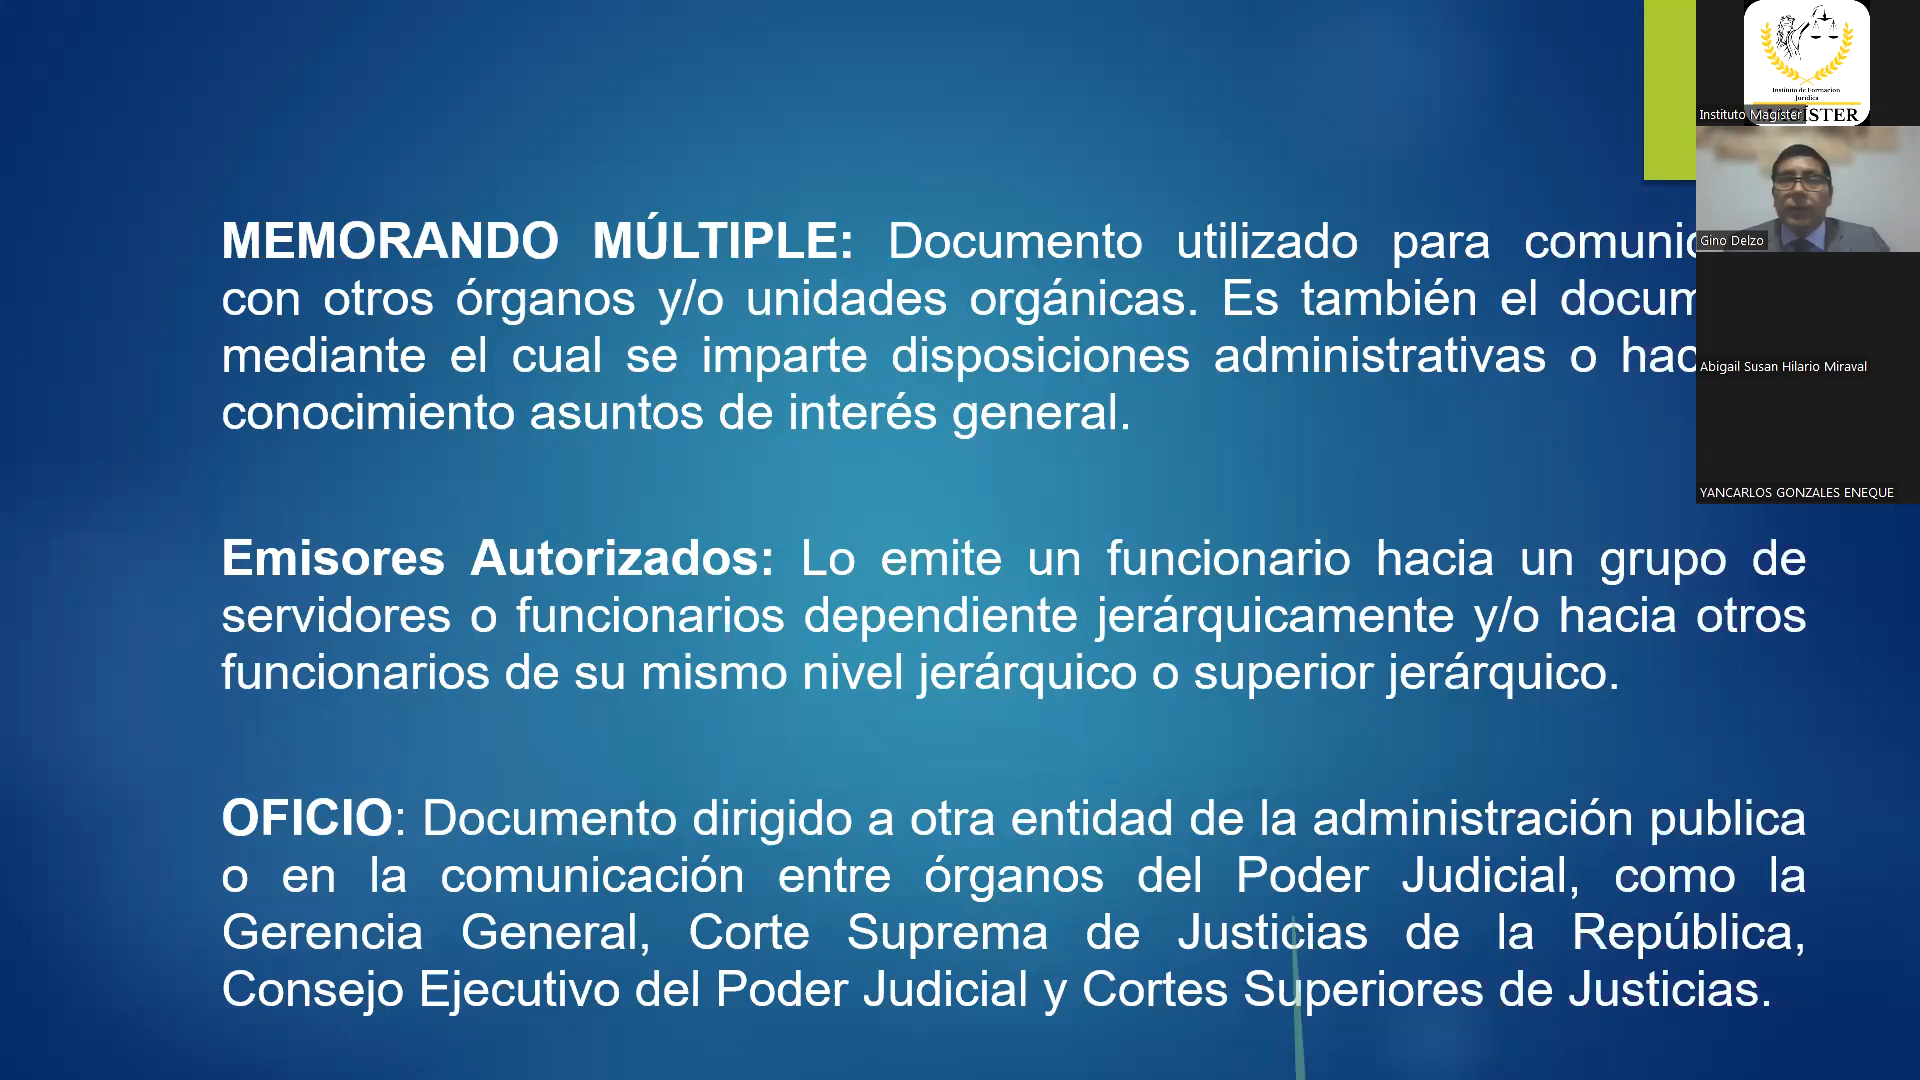 MEMORANDO MÚLTIPLE: Documento utilizado para
con otros órganos y/o unidades orgánicas. Es también el
mediante el cual se imparte disposiciones administrativas o
conocimiento asuntos de interés general.
Emisores Autorizados: Lo emite un funcionario hacia un grupo de
servidores o funcionarios dependiente jerárquicamente y/o hacia otros
funcionarios de su mismo nivel jerárquico o superior jerárquico.
OFICIO: Documento dirigido a otra entidad de la administración publica
o en la comunicación entre órganos del Poder Judicial, como la
Gerencia General, Corte Suprema de Justicias de la República,
Consejo Ejecutivo del Poder Judicial y Cortes Superiores de Justicias.
Instituto de Formación
Jurídica
Instituto Magíster
Gino Delzo
Abigail Susan Hilario Miraval
YANCARLOS GONZALES ENEQUE